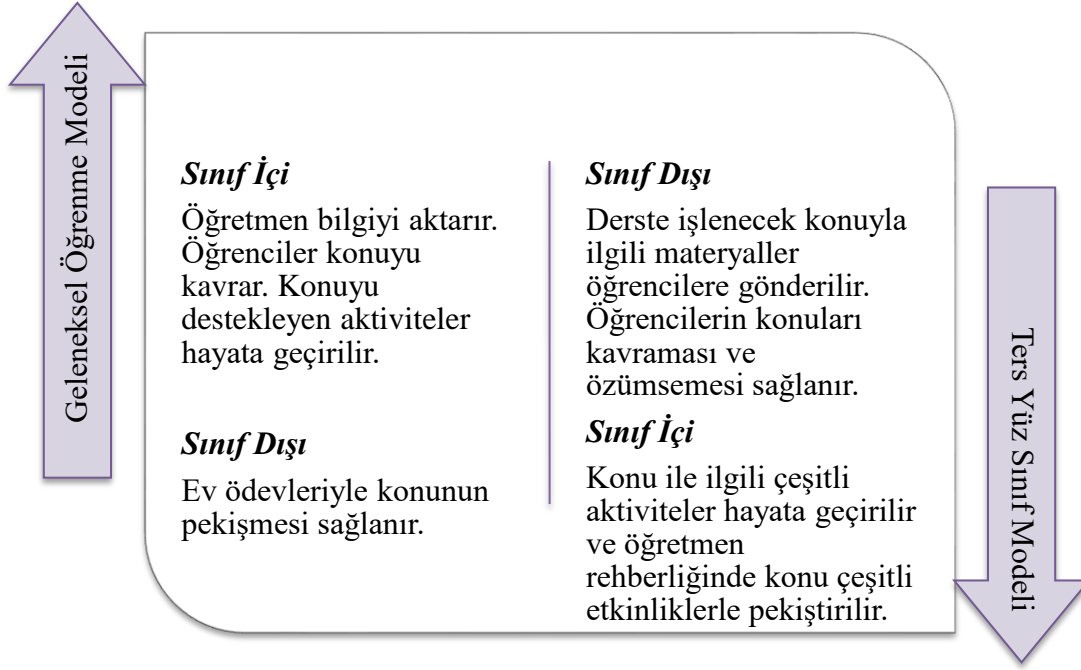 Geleneksel Öğrenme Modeli
Sınıf İçi
Öğretmen bilgiyi aktarır.
Öğrenciler konuyu
kavrar. Konuyu
destekleyen aktiviteler
hayata geçirilir.
Sınıf Dışı
Ev ödevleriyle konunun
pekişmesi sağlanır.
Sınıf Dışı
Derste işlenecek konuyla
ilgili materyaller
öğrencilere gönderilir.
Öğrencilerin konuları
kavraması ve
özümsemesi sağlanır.
Sınıf İçi
Konu ile ilgili çeşitli
aktiviteler hayata geçirilir
ve öğretmen
rehberliğinde konu çeşitli
etkinliklerle pekiştirilir.
Ters Yüz Sınıf Modeli